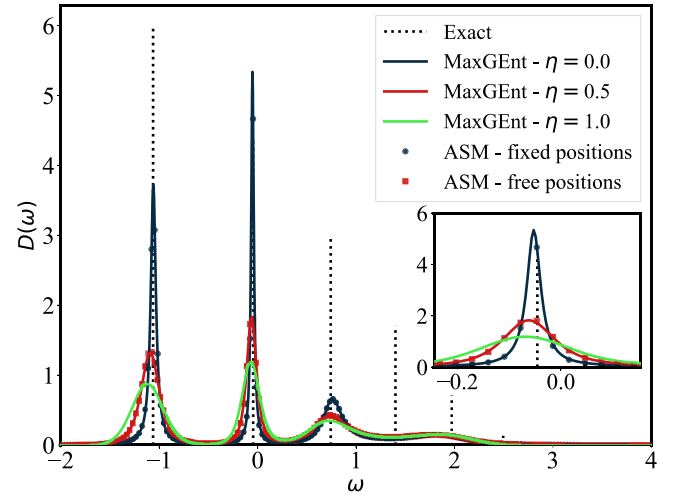 6
5
4
3
2
1
0
D(ω)
Exact
MaxGEnt - η = 0.0
MaxGEnt - η = 0.5
MaxGEnt - η = 1.0
ASM - fixed positions
ASM - free positions
6
4
2
0
−0.2 0.0
−2 −1 0 1 2 3 4
ω